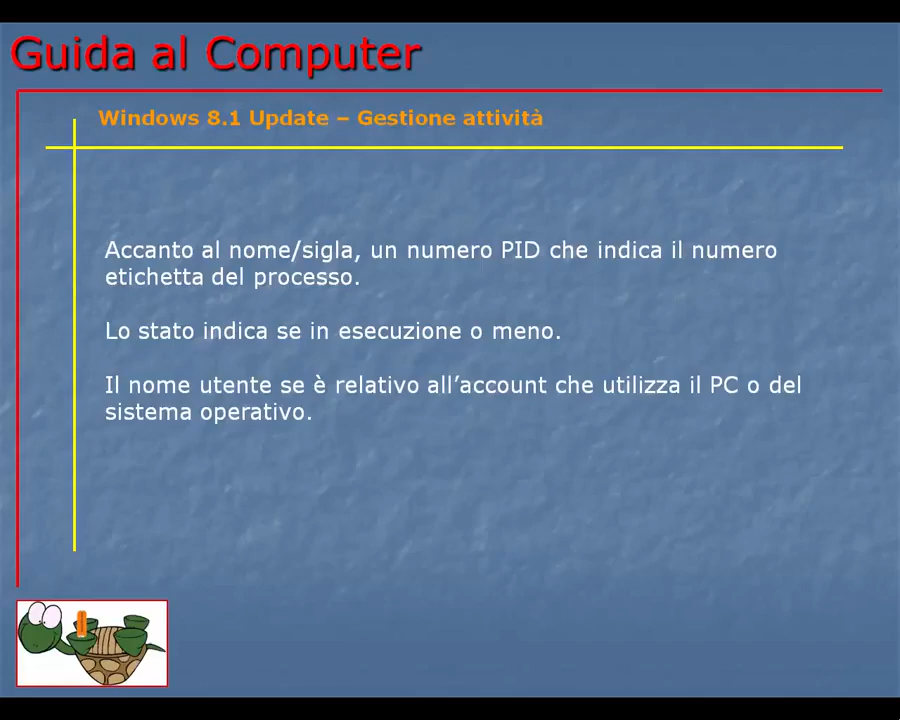 Guida al Computer
Windows 8.1 Update – Gestione attività
Accanto al nome/sigla, un numero PID che indica il numero
etichetta del processo.
Lo stato indica se in esecuzione o meno.
Il nome utente se è relativo all’account che utilizza il PC o del
sistema operativo.